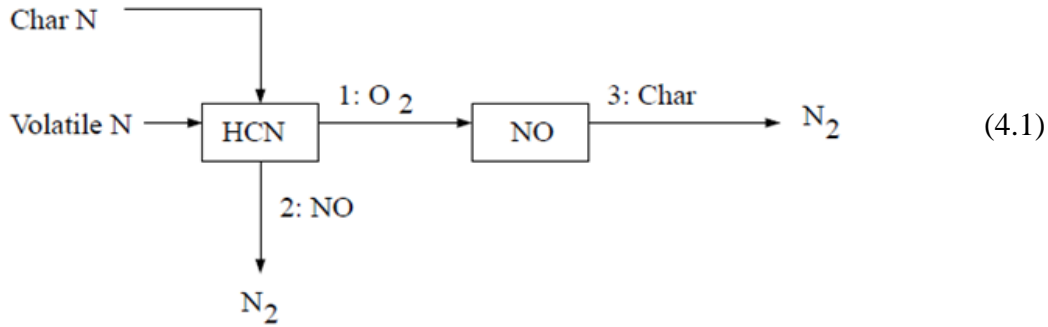 Char N
1: O2
3: Char
Volatile N
HCN
NO
N2
(4.1)
2: NO
N2